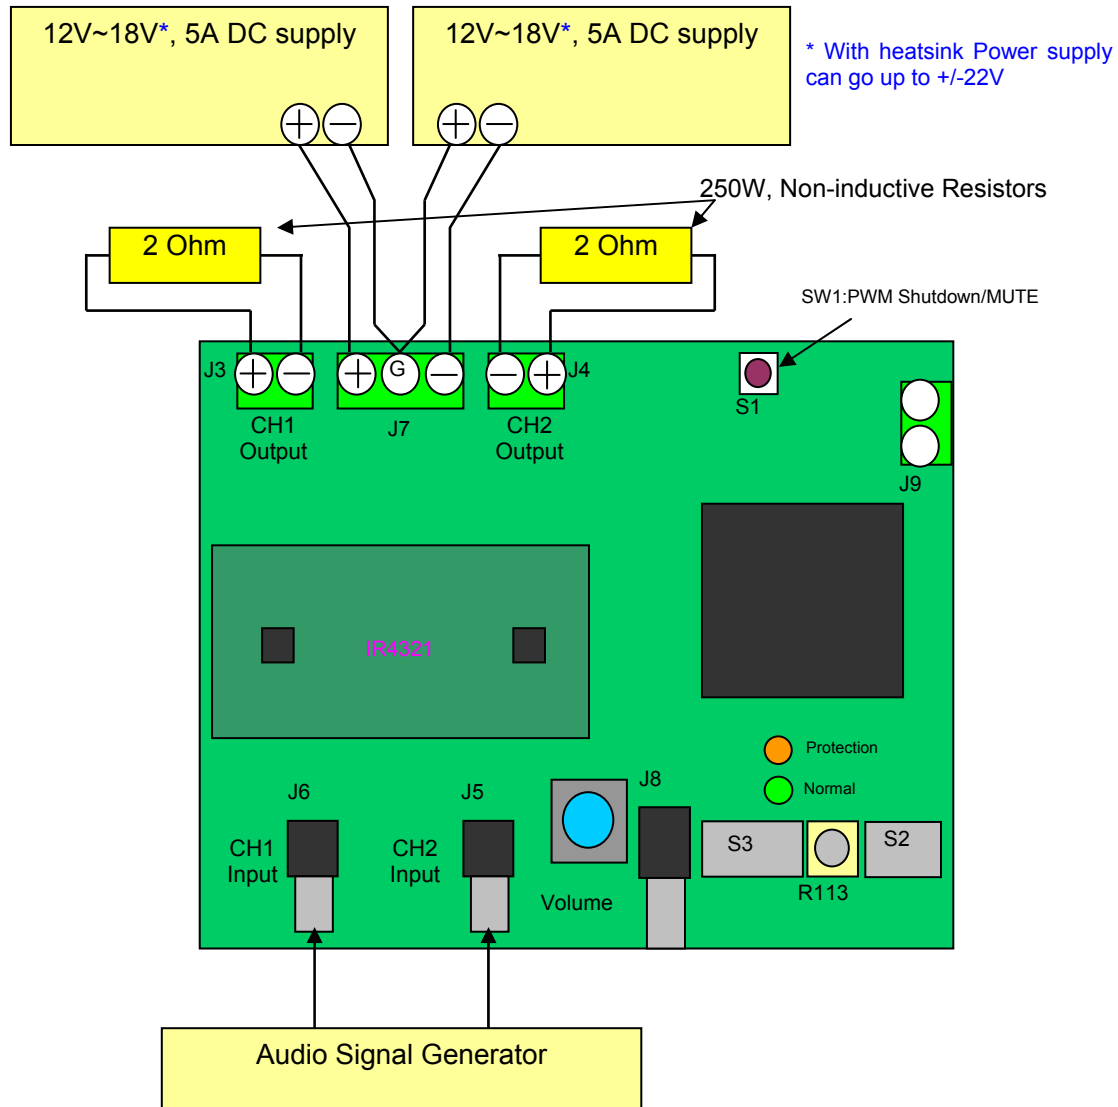 12V~18V*, 5A DC supply
12V~18V*, 5A DC supply
* With heatsink Power supply
can go up to +/-22V
250W, Non-inductive Resistors
2 Ohm
2 Ohm
SW1:PWM Shutdown/MUTE
J3
G
J4
CH1
Output
J7
CH2
Output
S1
J9
IR4321
Protection
Normal
J6
J5
J8
CH1
Input
CH2
Input
Volume
S3
S2
R113
Audio Signal Generator